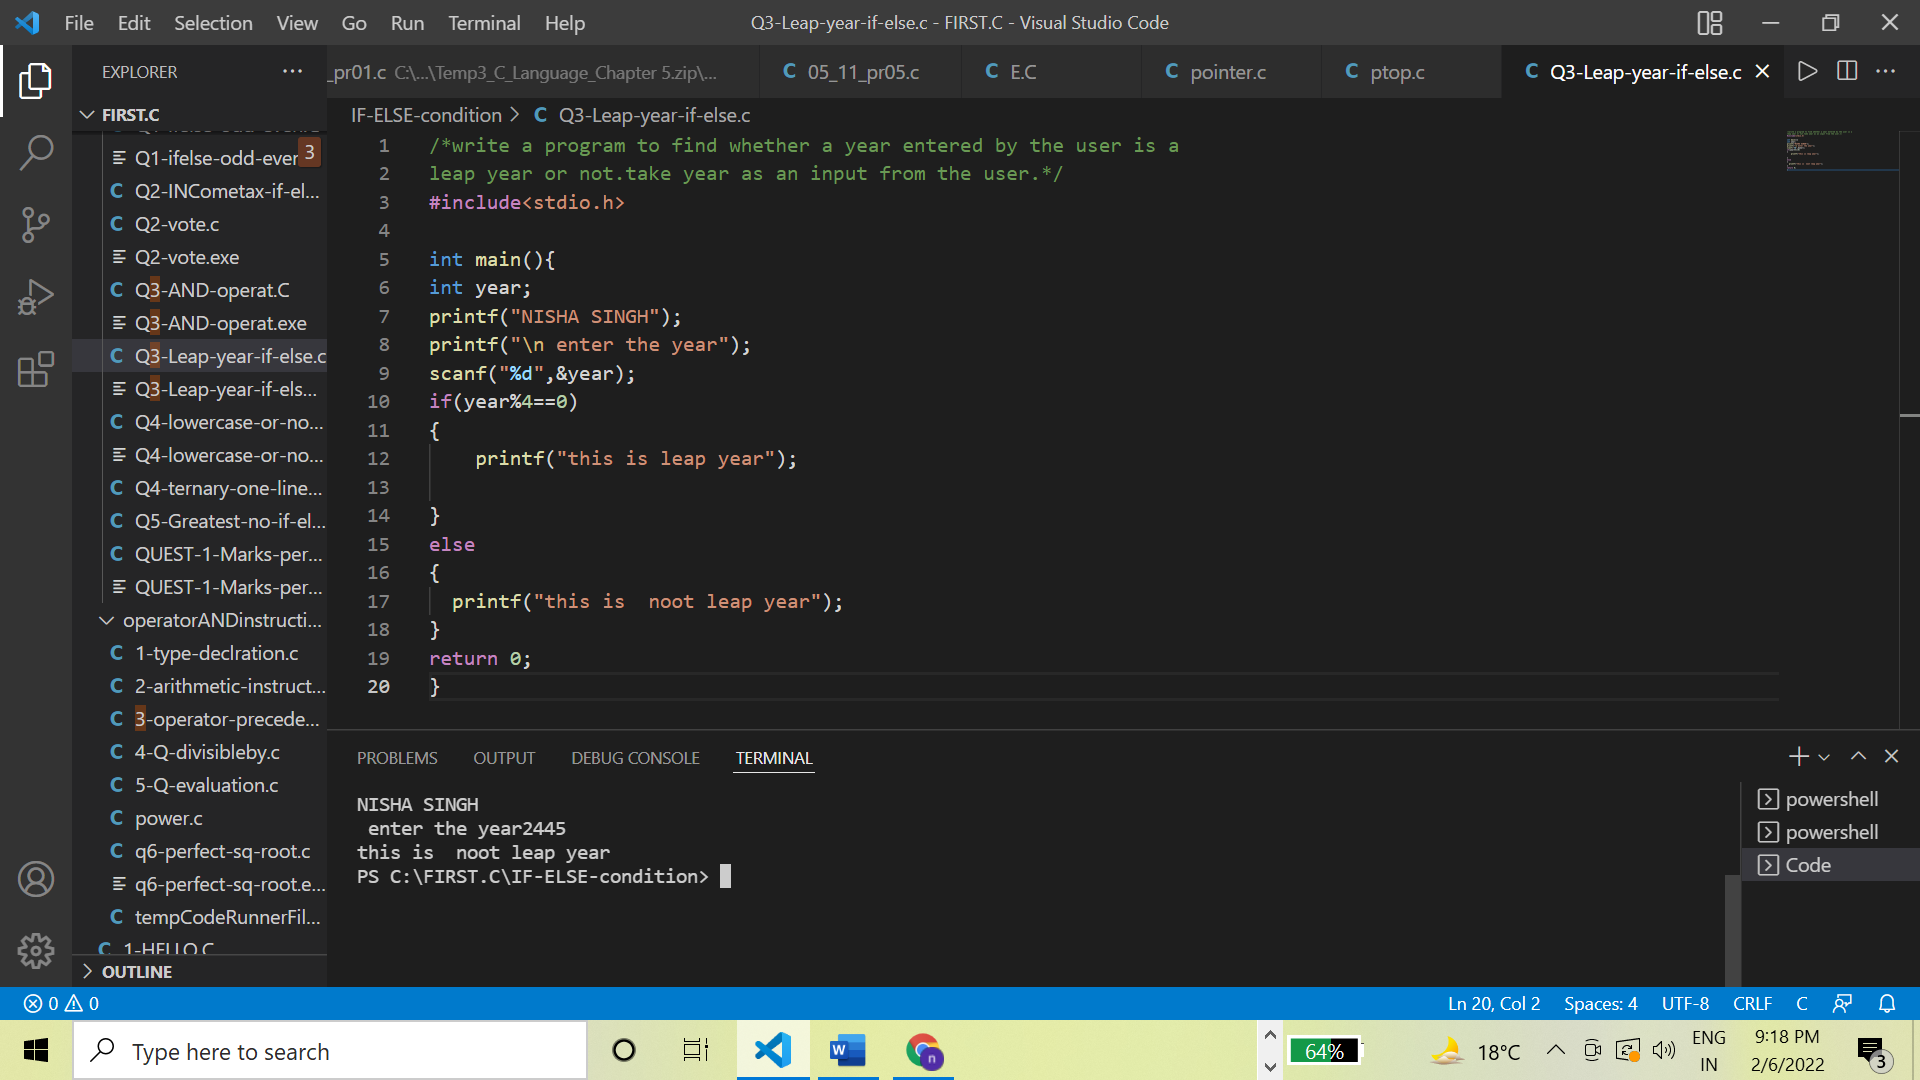 File Edit Selection View Go Run Terminal Help
Q3-Leap-year-if-else.c - FIRST.C - Visual Studio Code
EXPLORER
_pr01.c C:\...\Temp3_C_Language_Chapter 5.zip\...
C 05_11_pr05.c
C E.C
C pointer.c
C ptop.c
C Q3-Leap-year-if-else.c
FIRST.C
Q1-ifelse-odd-ever 3
C Q2-INCometax-if-el...
C Q2-vote.c
Q2-vote.exe
C Q3-AND-operat.C
Q3-AND-operat.exe
C Q3-Leap-year-if-else.c
Q3-Leap-year-if-els...
C Q4-lowercase-or-no...
Q4-lowercase-or-no...
C Q4-ternary-one-line...
C Q5-Greatest-no-if-el...
C QUEST-1-Marks-per...
QUEST-1-Marks-per...
operatorANDinstructi...
C 1-type-declration.c
C 2-arithmetic-instruct...
C 3-operator-precede...
C 4-Q-divisibleby.c
C 5-Q-evaluation.c
C power.c
C q6-perfect-sq-root.c
q6-perfect-sq-root.e...
C tempCodeRunnerFil...
C 1-HELLO.C
OUTLINE
IF-ELSE-condition > C Q3-Leap-year-if-else.c
1 /*write a program to find whether a year entered by the user is a
2 leap year or not.take year as an input from the user.*/
3 #include<stdio.h>
4
5 int main(){
6 int year;
7 printf("NISHA SINGH");
8 printf("\n enter the year");
9 scanf("%d",&year);
10 if(year%4==0)
11 {
12     printf("this is leap year");
13
14 }
15 else
16 {
17   printf("this is  noot leap year");
18 }
19 return 0;
20 }
PROBLEMS OUTPUT DEBUG CONSOLE TERMINAL
NISHA SINGH
 enter the year2445
this is  noot leap year
PS C:\FIRST.C\IF-ELSE-condition>
powershell
powershell
Code
0 0
Ln 20, Col 2 Spaces: 4 UTF-8 CRLF C
Type here to search
W
n
64%
18°C
ENG
IN
9:18 PM
2/6/2022
3